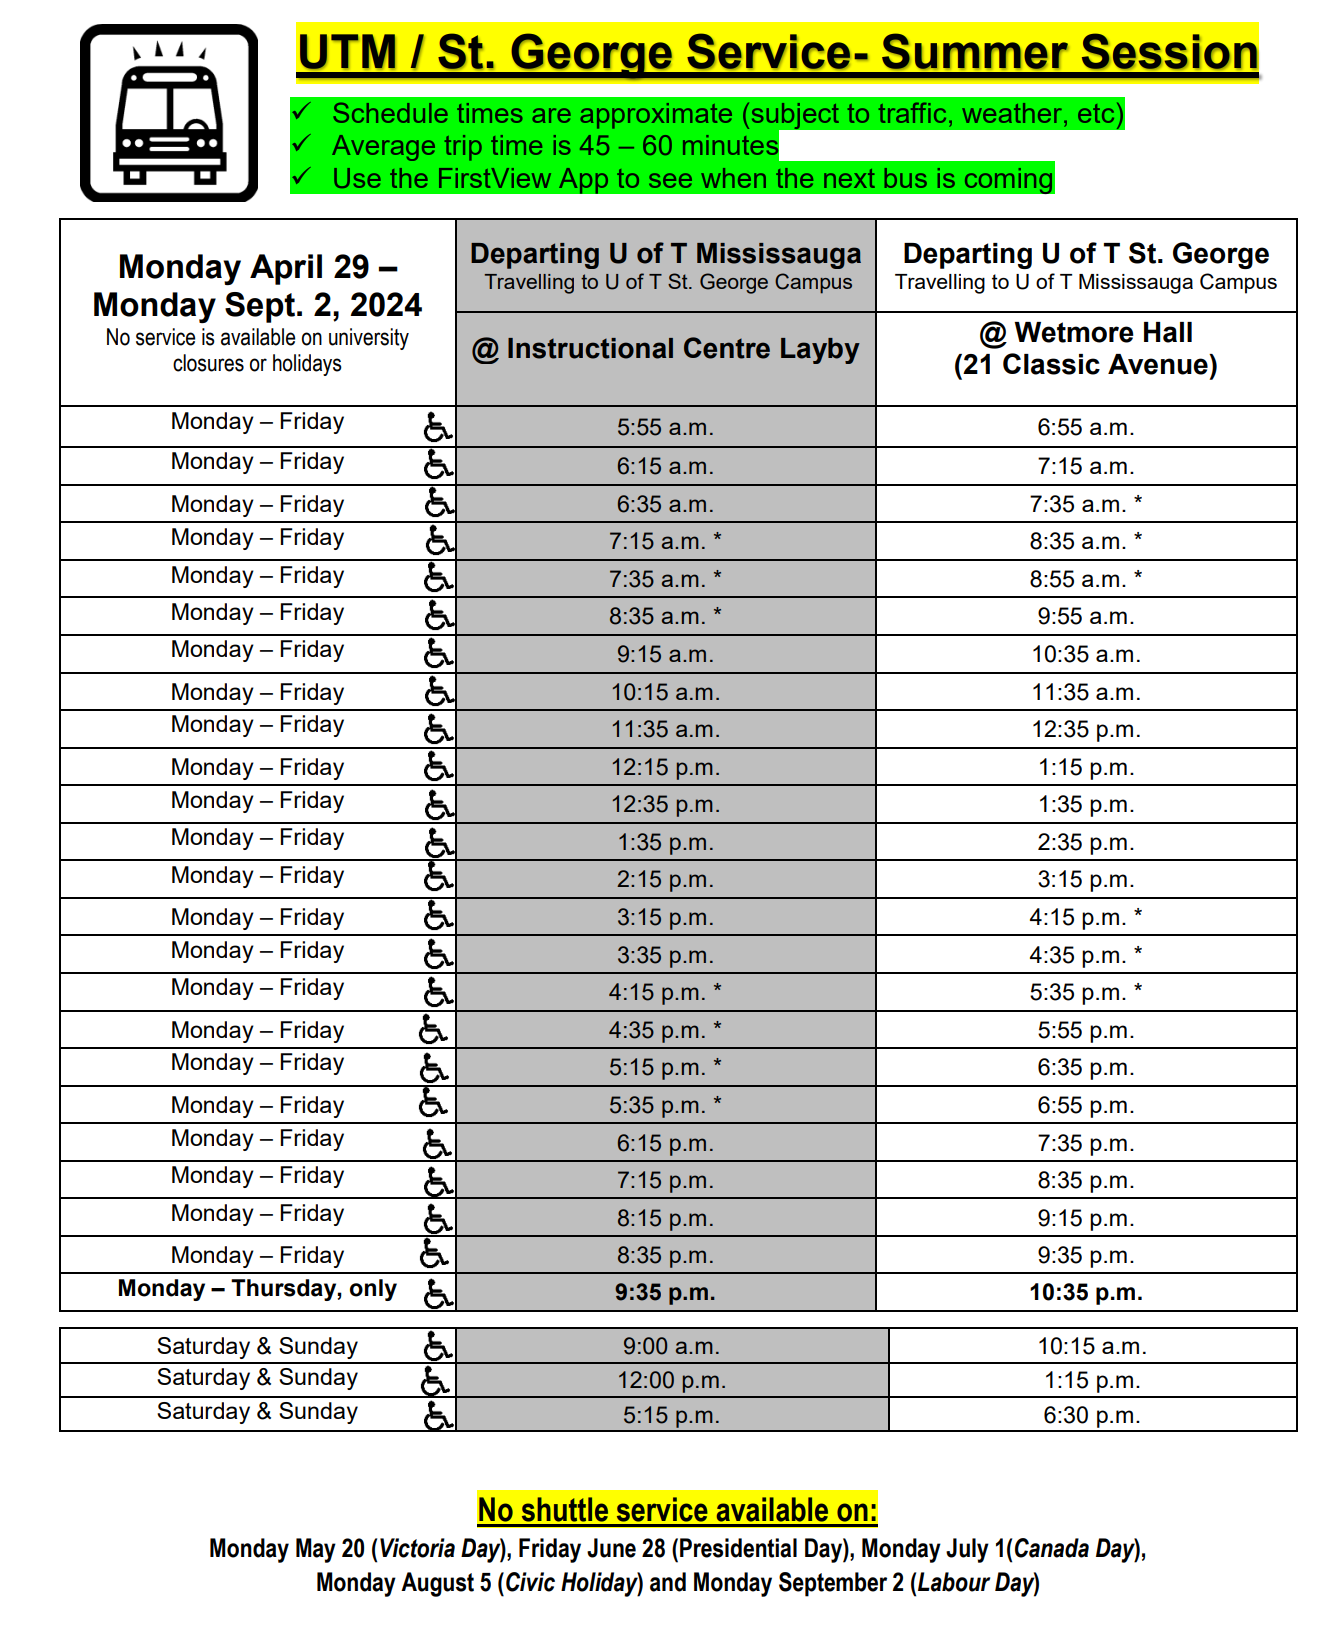 UTM / St. George Service- Summer Session
✓ Schedule times are approximate (subject to traffic, weather, etc)
✓ Average trip time is 45 – 60 minutes
✓ Use the FirstView App to see when the next bus is coming
Monday April 29 –
Monday Sept. 2, 2024
No service is available on university
closures or holidays
Departing U of T Mississauga
Travelling to U of T St. George Campus
@ Instructional Centre Layby
Departing U of T St. George
Travelling to U of T Mississauga Campus
@ Wetmore Hall
(21 Classic Avenue)
Monday – Friday 5:55 a.m. 6:55 a.m.
Monday – Friday 6:15 a.m. 7:15 a.m.
Monday – Friday 6:35 a.m. 7:35 a.m. *
Monday – Friday 7:15 a.m. * 8:35 a.m. *
Monday – Friday 7:35 a.m. * 8:55 a.m. *
Monday – Friday 8:35 a.m. * 9:55 a.m.
Monday – Friday 9:15 a.m. 10:35 a.m.
Monday – Friday 10:15 a.m. 11:35 a.m.
Monday – Friday 11:35 a.m. 12:35 p.m.
Monday – Friday 12:15 p.m. 1:15 p.m.
Monday – Friday 12:35 p.m. 1:35 p.m.
Monday – Friday 1:35 p.m. 2:35 p.m.
Monday – Friday 2:15 p.m. 3:15 p.m.
Monday – Friday 3:15 p.m. 4:15 p.m. *
Monday – Friday 3:35 p.m. 4:35 p.m. *
Monday – Friday 4:15 p.m. * 5:35 p.m. *
Monday – Friday 4:35 p.m. * 5:55 p.m.
Monday – Friday 5:15 p.m. * 6:35 p.m.
Monday – Friday 5:35 p.m. * 6:55 p.m.
Monday – Friday 6:15 p.m. 7:35 p.m.
Monday – Friday 7:15 p.m. 8:35 p.m.
Monday – Friday 8:15 p.m. 9:15 p.m.
Monday – Friday 8:35 p.m. 9:35 p.m.
Monday – Thursday, only 9:35 p.m. 10:35 p.m.
Saturday & Sunday 9:00 a.m. 10:15 a.m.
Saturday & Sunday 12:00 p.m. 1:15 p.m.
Saturday & Sunday 5:15 p.m. 6:30 p.m.
No shuttle service available on:
Monday May 20 (Victoria Day), Friday June 28 (Presidential Day), Monday July 1(Canada Day),
Monday August 5 (Civic Holiday) and Monday September 2 (Labour Day)